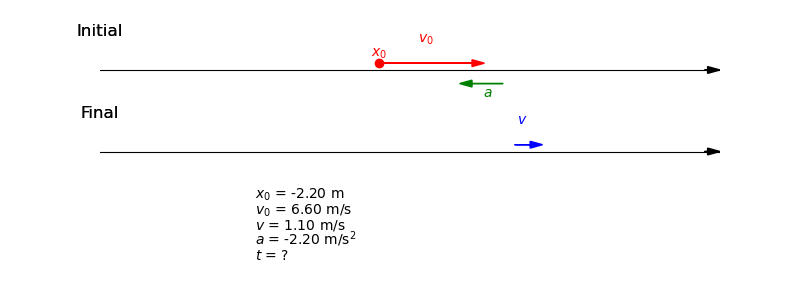 Initial
v₀
x₀
a
Final
v
x₀ = -2.20 m
v₀ = 6.60 m/s
v = 1.10 m/s
a = -2.20 m/s²
t = ?